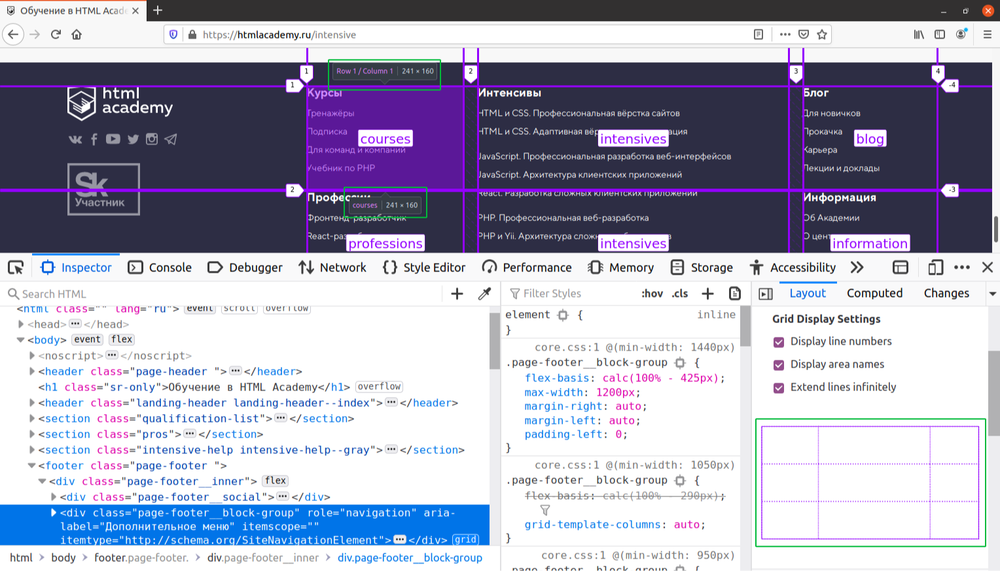 Обучение в HTML Acade
https://htmlacademy.ru/intensive
1
Row 1 / Column 1 | 241 × 160
2
3
4
1
-4
html
academy
Курсы
Интенсивы
Блог
Тренажёры
HTML и CSS. Профессиональная вёрстка сайтов
Для новичков
Подписка
HTML и CSS. Адаптивная вёр
ация
Прокачка
courses
intensives
blog
Для команд и компаний
JavaScript. Профессиональная разработка веб-интерфейсов
Карьера
Учебник по PHP
JavaScript. Архитектура клиентских приложений
Лекции и доклады
Sk
Участник
2
-3
React. Разработка сложных клиентских приложений
Профессии
Информация
courses | 241 × 160
Фронтенд-разработчик
PHP. Профессиональная веб-разработка
Об Академии
React-раз
PHP и Yii. Архитектура сложн
в
О цент
professions
intensives
information
Inspector Console Debugger Network Style Editor Performance Memory Storage Accessibility
Search HTML
<html class="" lang="ru"> event scroll overflow
<head> ••• </head>
<body> event flex
<noscript> ••• </noscript>
<header class="page-header "> ••• </header>
<h1 class="sr-only">Обучение в HTML Academy</h1> overflow
<header class="landing-header landing-header--index"> ••• </header>
<section class="qualification-list"> ••• </section>
<section class="pros"> ••• </section>
<section class="intensive-help intensive-help--gray"> ••• </section>
<footer class="page-footer ">
<div class="page-footer__inner"> flex
<div class="page-footer__social"> ••• </div>
<div class="page-footer__block-group" role="navigation" aria-
label="Дополнительное меню" itemscope=""
itemtype="http://schema.org/SiteNavigationElement"> ••• </div> grid
html > body > footer.page-footer. > div.page-footer__inner > div.page-footer__block-group
Filter Styles :hov .cls
element { inline
}
core.css:1 @(min-width: 1440px)
.page-footer__block-group {
flex-basis: calc(100% - 425px);
max-width: 1200px;
margin-right: auto;
margin-left: auto;
padding-left: 0;
}
core.css:1 @(min-width: 1050px)
.page-footer__block-group {
flex-basis: calc(100% - 290px);
grid-template-columns: auto;
}
core.css:1 @(min-width: 950px)
.page-footer__block-group {
Layout Computed Changes
Grid Display Settings
Display line numbers
Display area names
Extend lines infinitely